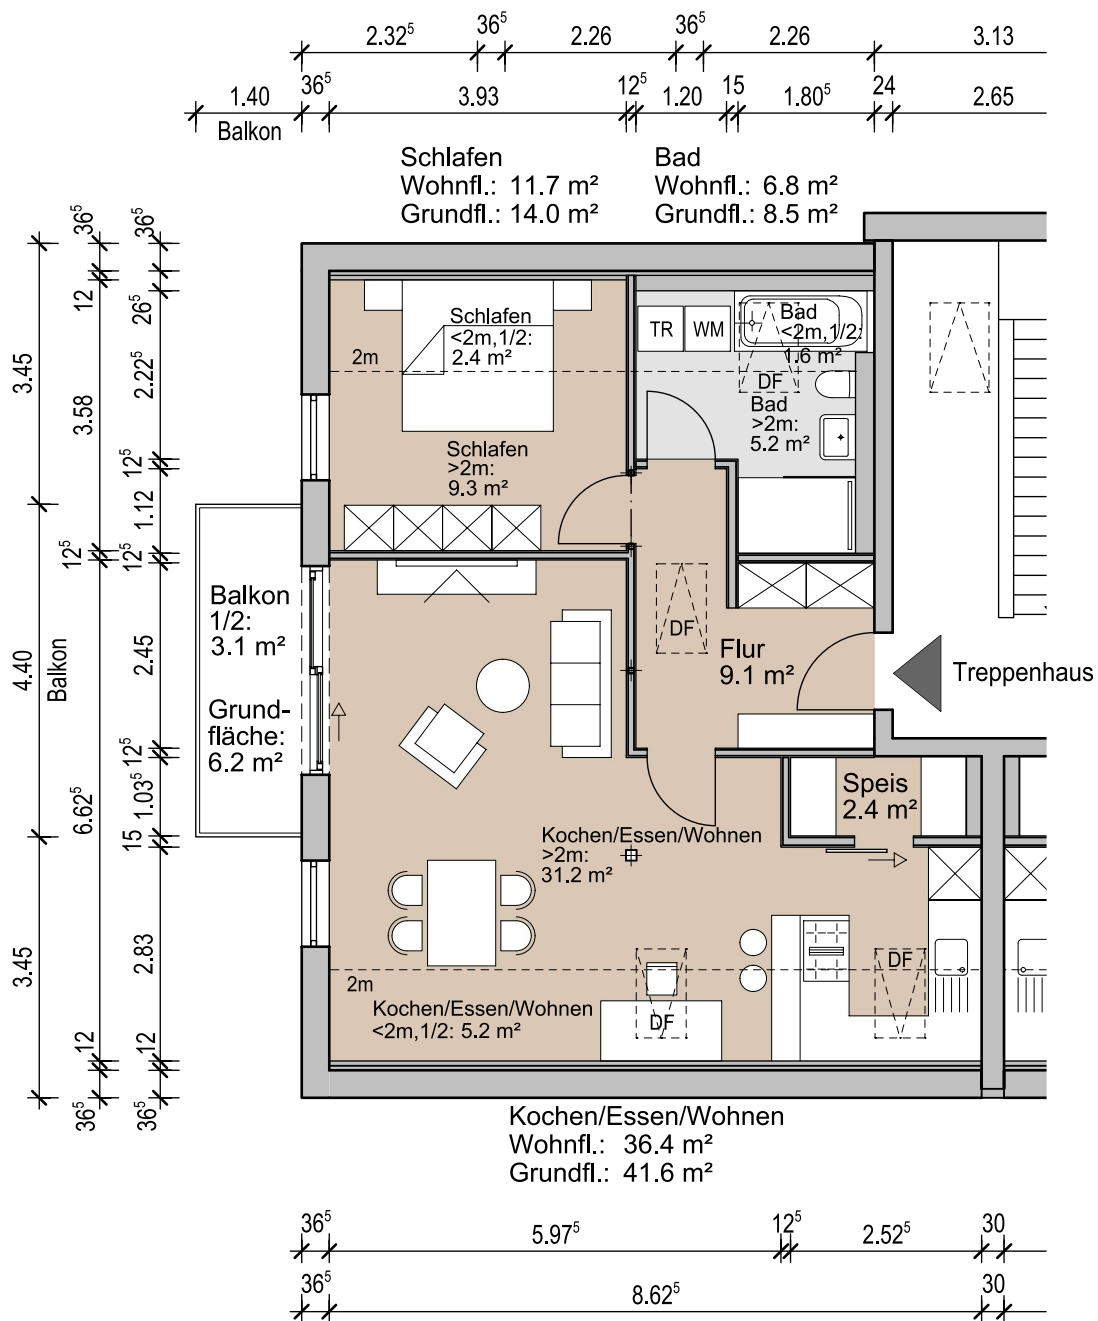 2.32⁵ 36⁵ 2.26 36⁵ 2.26 3.13
1.40 36⁵ 3.93 12⁵ 1.20 15 1.80⁵ 24 2.65
Balkon
Schlafen
Wohnfl.: 11.7 m²
Grundfl.: 14.0 m²
Bad
Wohnfl.: 6.8 m²
Grundfl.: 8.5 m²
3.45
4.40
Balkon
3.45
36⁵
12
3.58
12⁵
6.62⁵
12
36⁵
36⁵
26⁵
2.22⁵
12⁵
1.12
12⁵
2.45
12⁵
1.03⁵
15
2.83
12
36⁵
Schlafen
<2m,1/2:
2.4 m²
2m
Schlafen
>2m:
9.3 m²
TR WM
Bad
<2m,1/2:
1.6 m²
DF
Bad
>2m:
5.2 m²
Balkon
1/2:
3.1 m²
Grund-
fläche:
6.2 m²
DF
Flur
9.1 m²
Treppenhaus
Speis
2.4 m²
Kochen/Essen/Wohnen
>2m:
31.2 m²
DF
2m
Kochen/Essen/Wohnen
<2m,1/2: 5.2 m²
DF
Kochen/Essen/Wohnen
Wohnfl.: 36.4 m²
Grundfl.: 41.6 m²
36⁵ 5.97⁵ 12⁵ 2.52⁵ 30
36⁵ 8.62⁵ 30